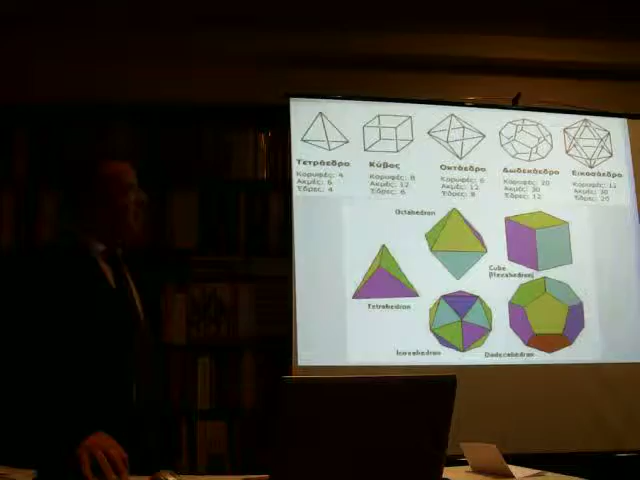 Τετράεδρο
Κορυφές: 4
Ακμές: 6
Έδρες: 4
Κύβος
Κορυφές: 8
Ακμές: 12
Έδρες: 6
Οκτάεδρο
Κορυφές: 6
Ακμές: 12
Έδρες: 8
Δωδεκάεδρο
Κορυφές: 20
Ακμές: 30
Έδρες: 12
Εικοσάεδρο
Κορυφές: 12
Ακμές: 30
Έδρες: 20
Octahedron
Cube
(Hexahedron)
Tetrahedron
Icosahedron
Dodecahedron